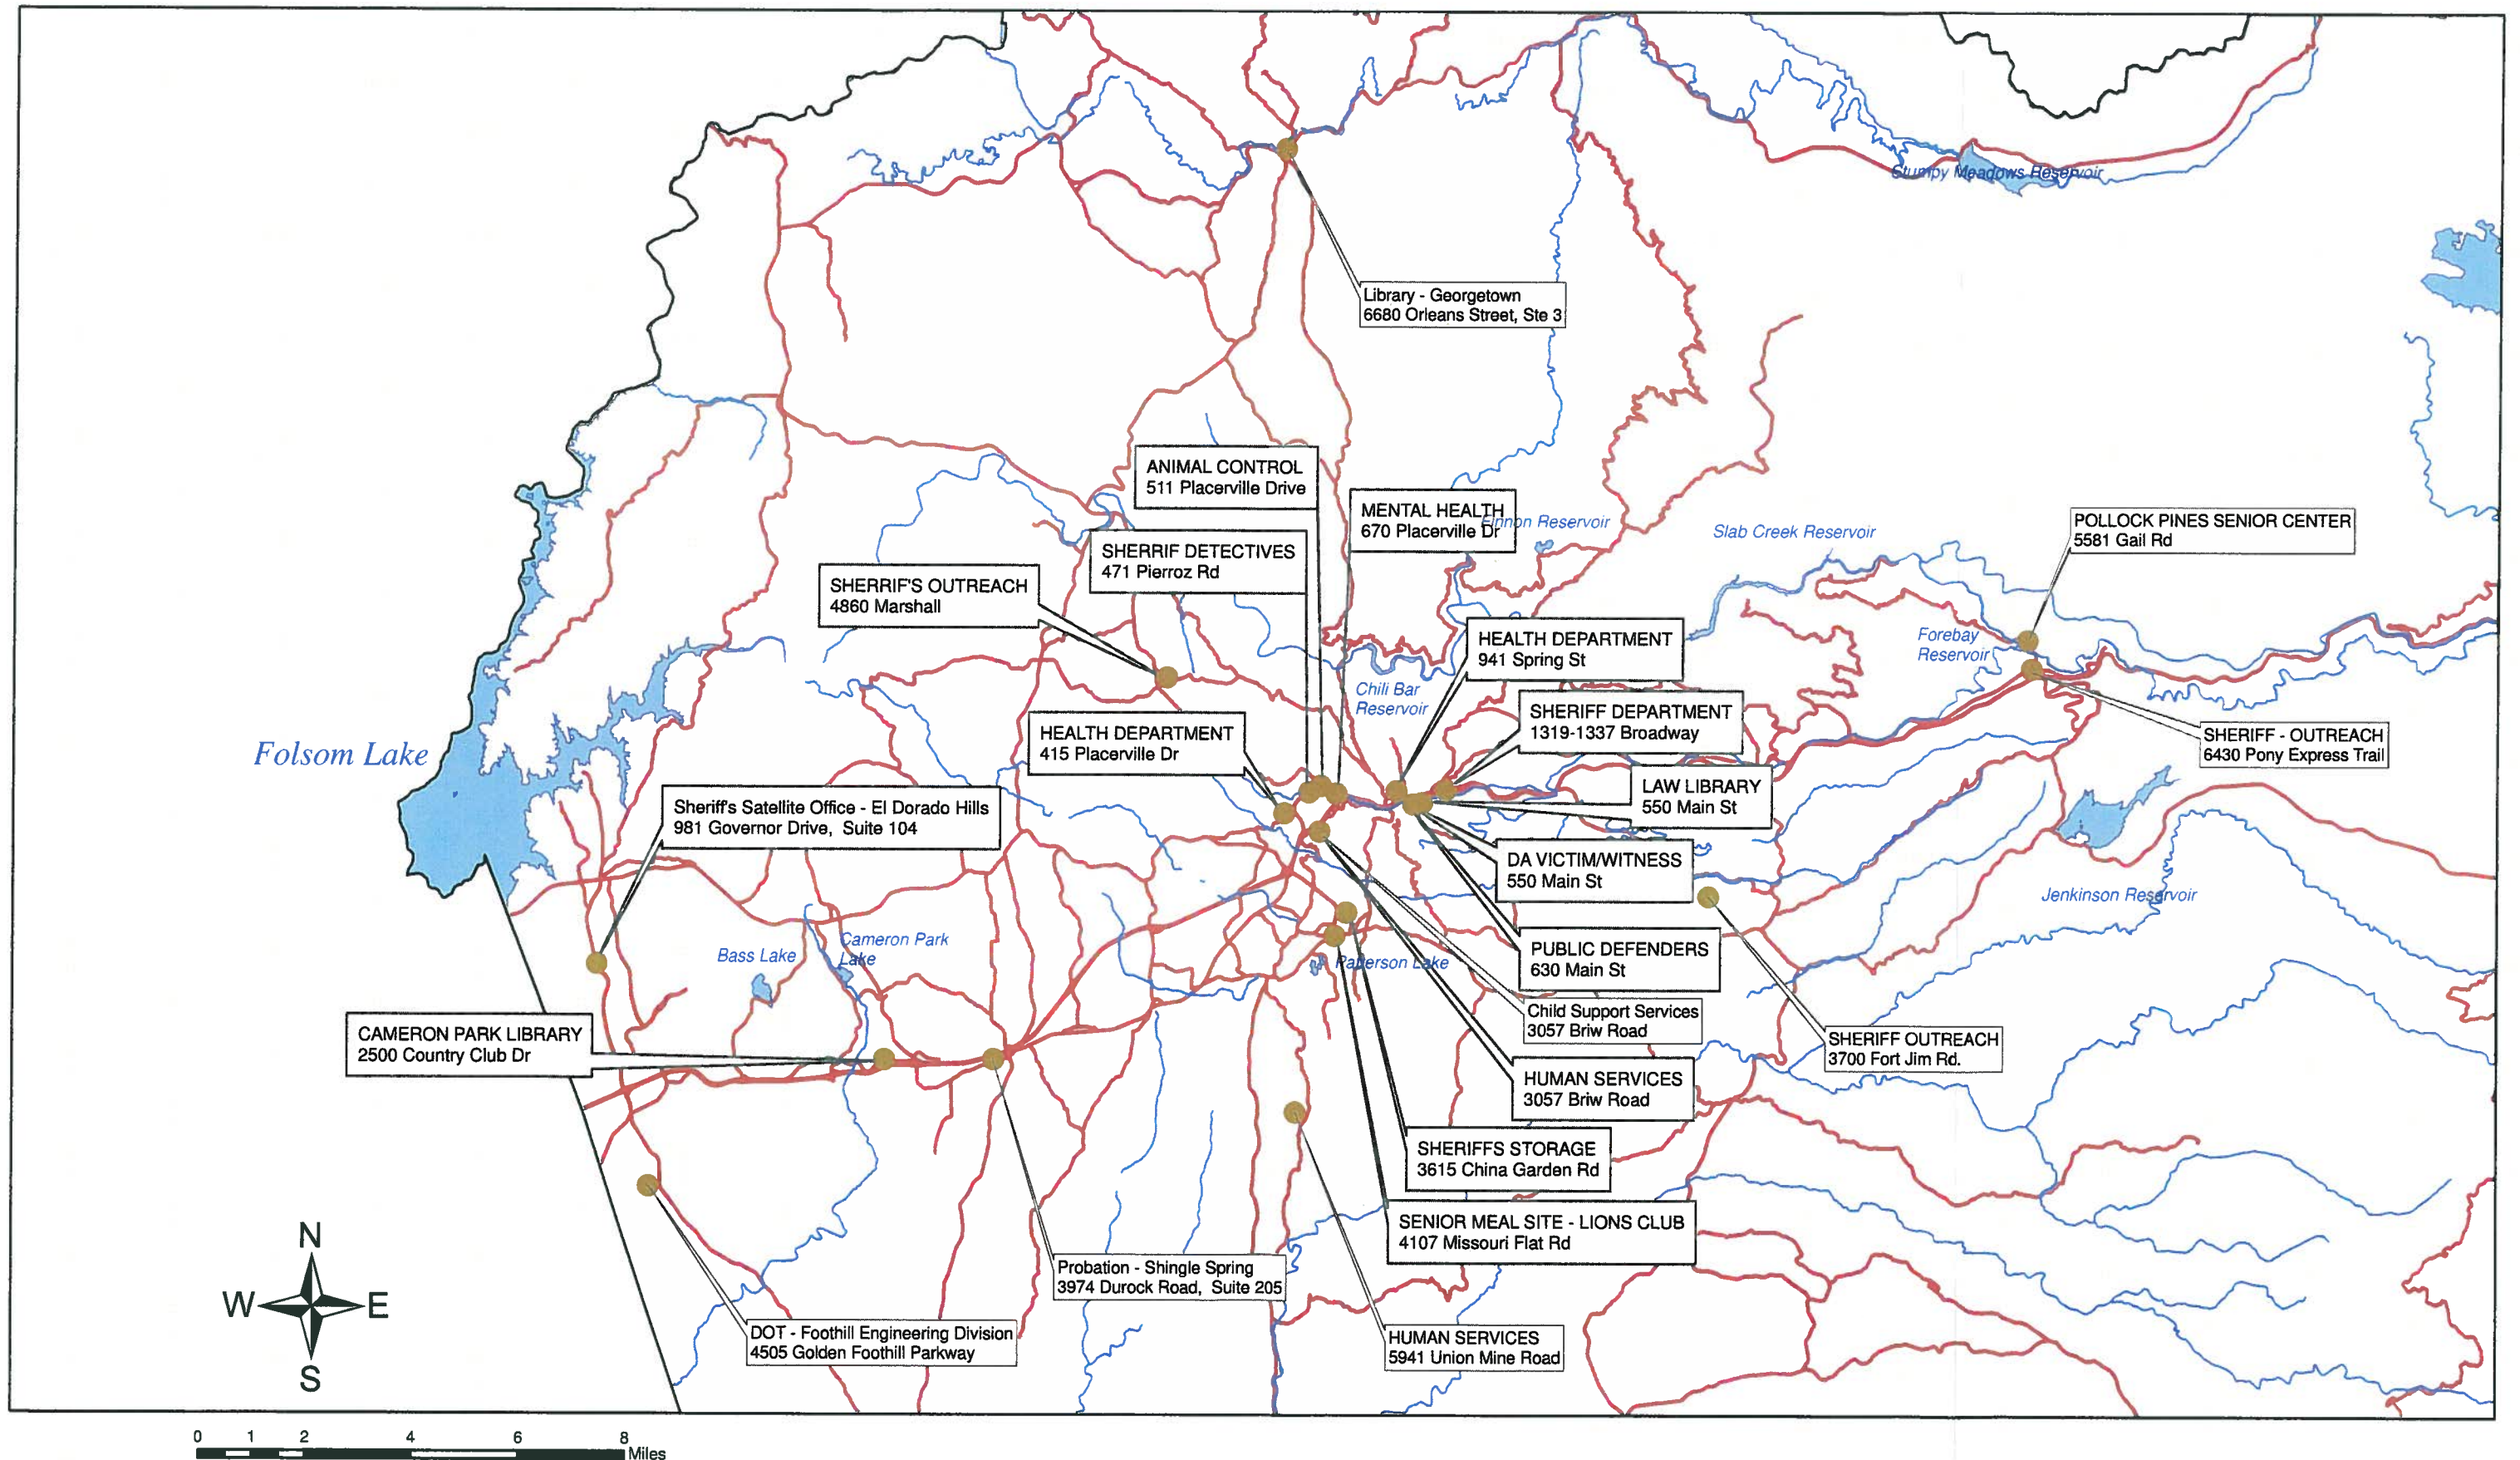 Stumpy Meadows Reservoir
Library - Georgetown
6680 Orleans Street, Ste 3
ANIMAL CONTROL
511 Placerville Drive
MENTAL HEALTH
670 Placerville Dr
Finnon Reservoir
Slab Creek Reservoir
POLLOCK PINES SENIOR CENTER
5581 Gail Rd
SHERRIF DETECTIVES
471 Pierroz Rd
SHERRIF'S OUTREACH
4860 Marshall
HEALTH DEPARTMENT
941 Spring St
Forebay
Reservoir
Chili Bar
Reservoir
SHERIFF DEPARTMENT
1319-1337 Broadway
HEALTH DEPARTMENT
415 Placerville Dr
SHERIFF - OUTREACH
6430 Pony Express Trail
Folsom Lake
LAW LIBRARY
550 Main St
Sheriff's Satellite Office - El Dorado Hills
981 Governor Drive, Suite 104
DA VICTIM/WITNESS
550 Main St
Jenkinson Reservoir
PUBLIC DEFENDERS
630 Main St
Bass Lake
Cameron Park
Lake
Patterson Lake
Child Support Services
3057 Briw Road
CAMERON PARK LIBRARY
2500 Country Club Dr
SHERIFF OUTREACH
3700 Fort Jim Rd.
HUMAN SERVICES
3057 Briw Road
SHERIFFS STORAGE
3615 China Garden Rd
SENIOR MEAL SITE - LIONS CLUB
4107 Missouri Flat Rd
Probation - Shingle Spring
3974 Durock Road, Suite 205
DOT - Foothill Engineering Division
4505 Golden Foothill Parkway
HUMAN SERVICES
5941 Union Mine Road
N
W E
S
0 1 2 4 6 8
Miles